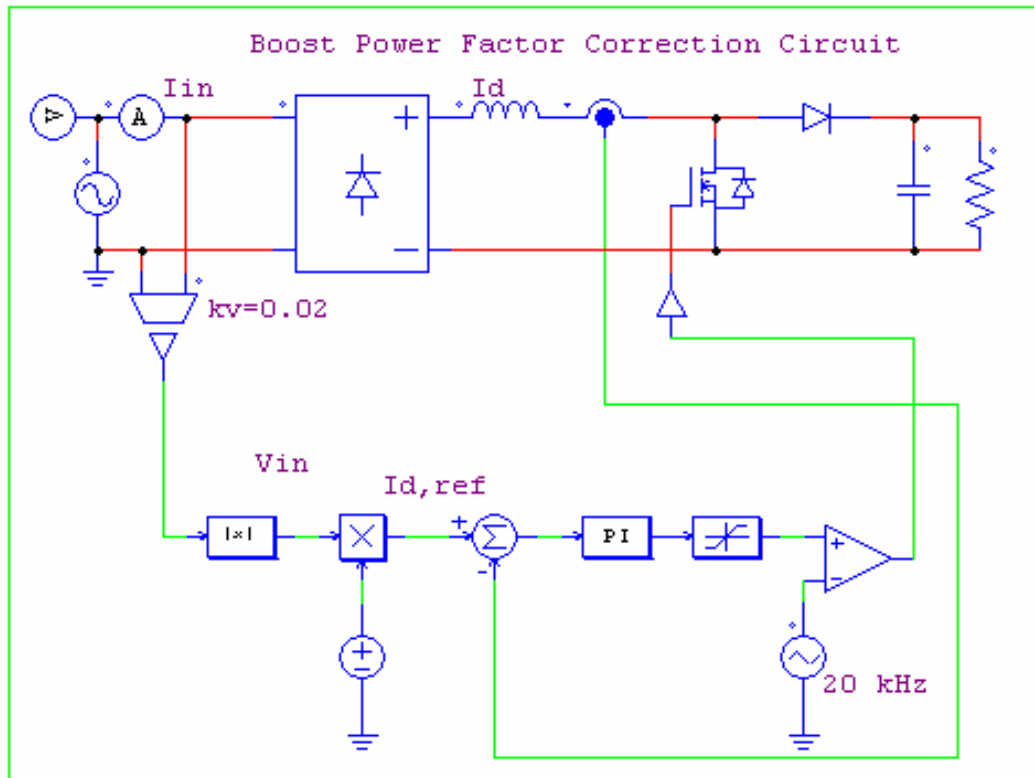 Boost Power Factor Correction Circuit
Iin
Id
A
V
kv=0.02
Vin
Id,ref
|x|
PI
20 kHz